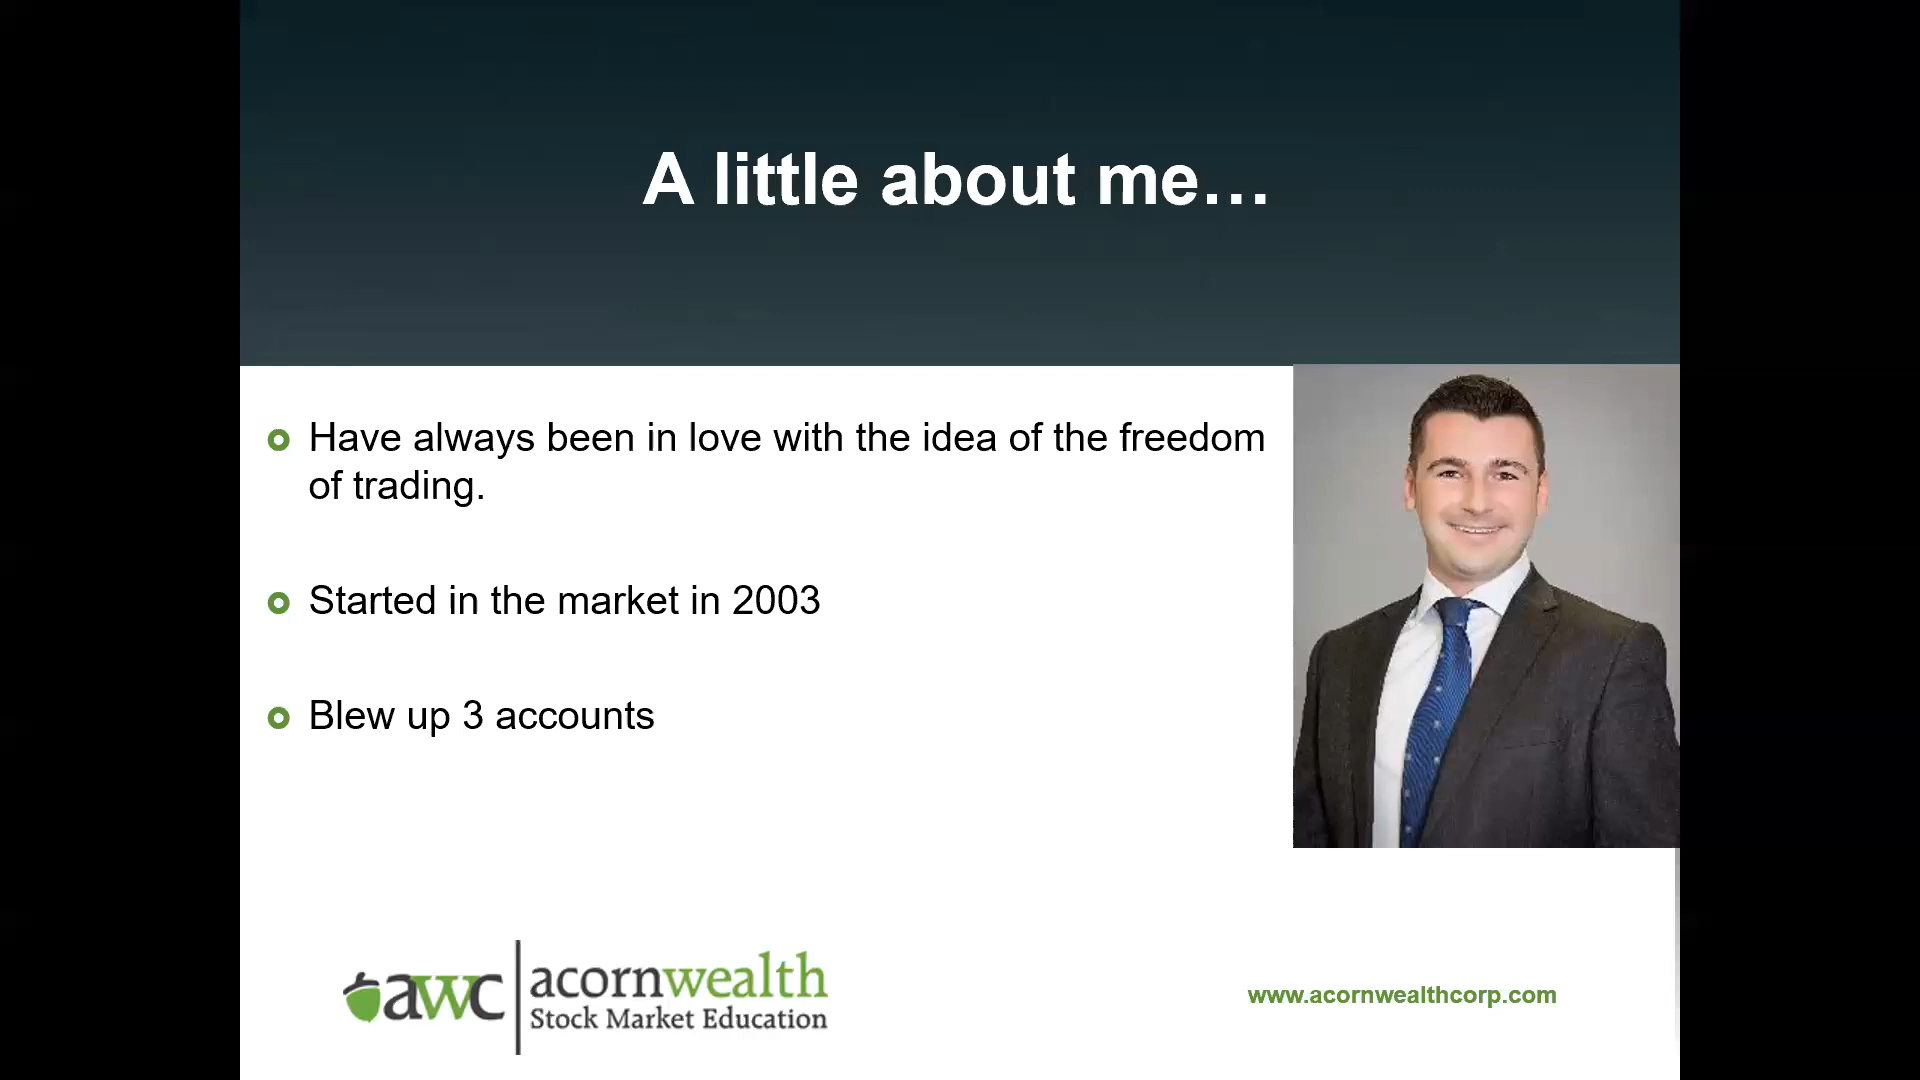 A little about me…
Have always been in love with the idea of the freedom
of trading.
Started in the market in 2003
Blew up 3 accounts
awc acornwealth
Stock Market Education
www.acornwealthcorp.com